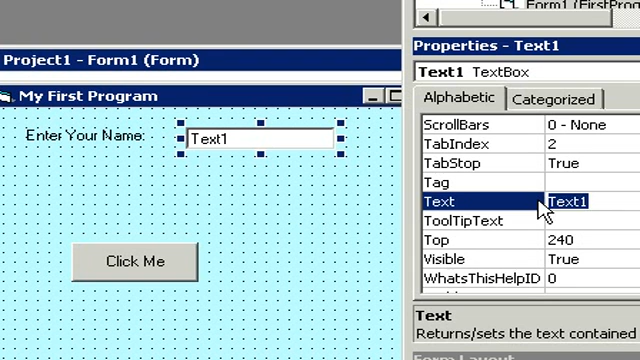 Form1 (FirstPro
Project1 - Form1 (Form)
My First Program
Enter Your Name:
Text1
Click Me
Properties - Text1
Text1 TextBox
Alphabetic Categorized
ScrollBars 0 - None
TabIndex 2
TabStop True
Tag
Text Text1
ToolTipText
Top 240
Visible True
WhatsThisHelpID 0
Text
Returns/sets the text contained
Form Layout